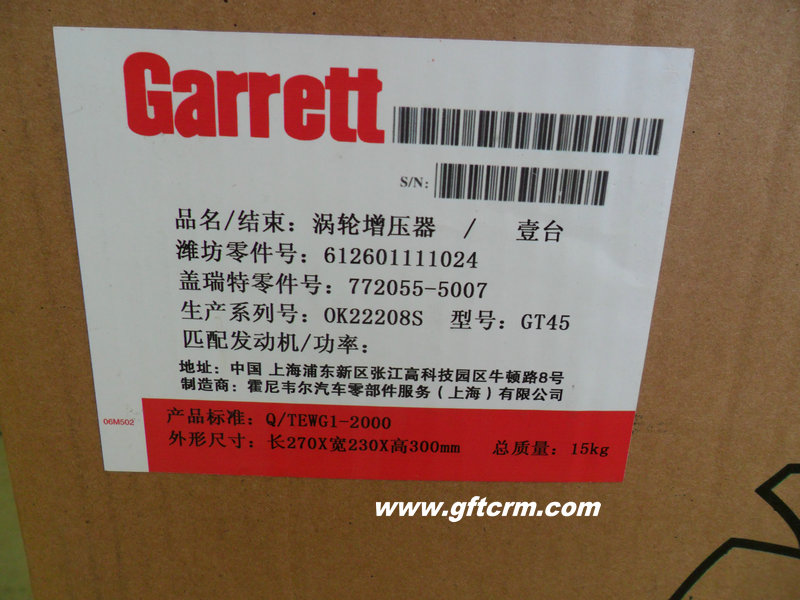 Garrett
S/N:
品名/结束: 涡轮增压器 / 壹台
潍坊零件号: 612601111024
盖瑞特零件号: 772055-5007
生产系列号: OK22208S 型号: GT45
匹配发动机/功率:
地址: 中国 上海浦东新区张江高科技园区牛顿路8号
制造商: 霍尼韦尔汽车零部件服务(上海)有限公司
06M502
产品标准: Q/TEWG1-2000
外形尺寸: 长270X宽230X高300mm 总质量: 15kg
www.gftcrm.com